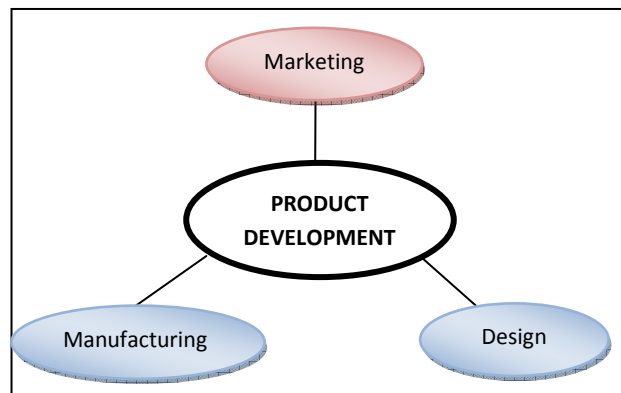 Marketing
PRODUCT
DEVELOPMENT
Manufacturing
Design